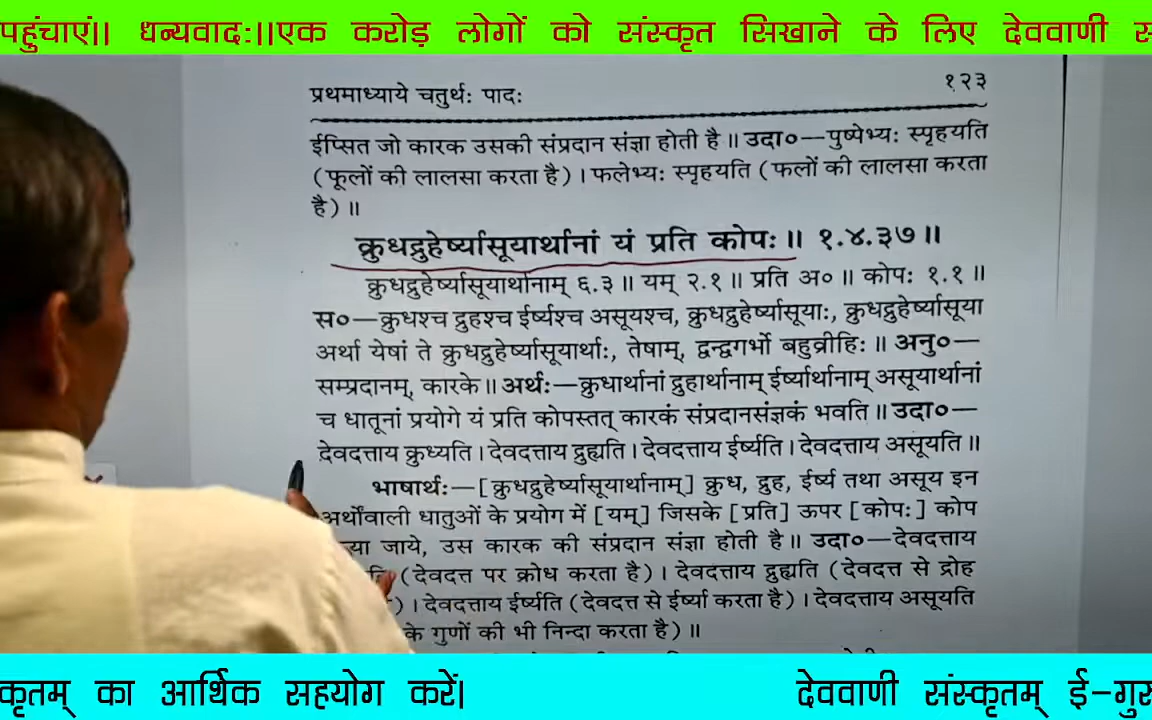 पहुंचाएं।। धन्यवादः।।एक करोड़ लोगों को संस्कृत सिखाने के लिए देववाणी
प्रथमाध्याये चतुर्थः पादः
१२३
ईप्सित जो कारक उसकी संप्रदान संज्ञा होती है॥ उदा०—पुष्पेभ्यः स्पृहयति
(फूलों की लालसा करता है)। फलेभ्यः स्पृहयति (फलों की लालसा करता
है)॥
क्रुधद्रुहेर्ष्यासूयार्थानां यं प्रति कोपः॥ १.४.३७॥
क्रुधद्रुहेर्ष्यासूयार्थानाम् ६.३॥ यम् २.१॥ प्रति अ०॥ कोपः १.१॥
स०—क्रुधश्च द्रुहश्च ईर्ष्यश्च असूयश्च, क्रुधद्रुहेर्ष्यासूयाः, क्रुधद्रुहेर्ष्यासूया
अर्था येषां ते क्रुधद्रुहेर्ष्यासूयार्थाः, तेषाम्, द्वन्द्वगर्भो बहुव्रीहिः॥ अनु०—
सम्प्रदानम्, कारके॥ अर्थः—क्रुधार्थानां द्रुहार्थानाम् ईर्ष्यार्थानाम् असूयार्थानां
च धातूनां प्रयोगे यं प्रति कोपस्तत् कारकं संप्रदानसंज्ञकं भवति॥ उदा०—
देवदत्ताय क्रुध्यति। देवदत्ताय द्रुह्यति। देवदत्ताय ईर्ष्यति। देवदत्ताय असूयति॥
भाषार्थः—[क्रुधद्रुहेर्ष्यासूयार्थानाम्] क्रुध, द्रुह, ईर्ष्य तथा असूय इन
अर्थोंवाली धातुओं के प्रयोग में [यम्] जिसके [प्रति] ऊपर [कोपः] कोप
या जाये, उस कारक की संप्रदान संज्ञा होती है॥ उदा०—देवदत्ताय
(देवदत्त पर क्रोध करता है)। देवदत्ताय द्रुह्यति (देवदत्त से द्रोह
)। देवदत्ताय ईर्ष्यति (देवदत्त से ईर्ष्या करता है)। देवदत्ताय असूयति
के गुणों की भी निन्दा करता है)॥
कृतम् का आर्थिक सहयोग करें| देववाणी संस्कृतम् ई-गुरु